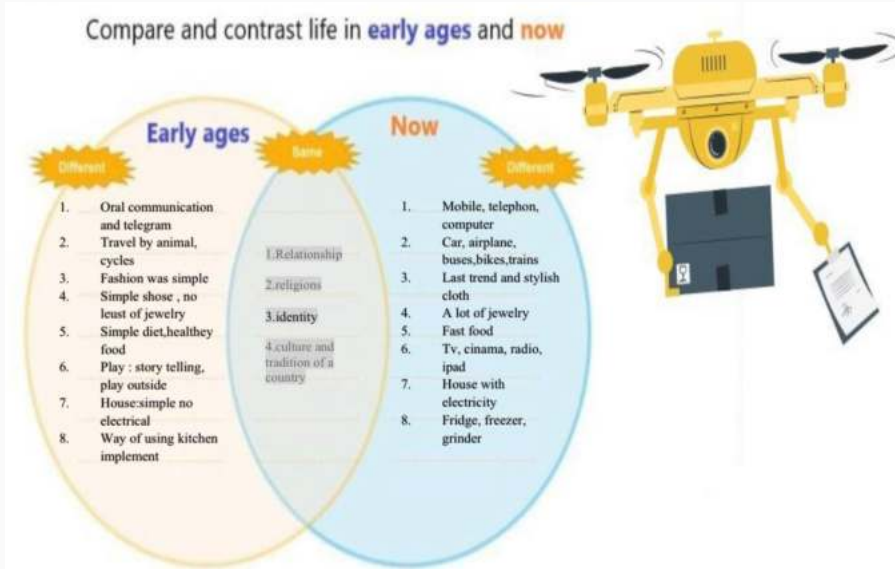 Compare and contrast life in early ages and now
Early ages
Different
1. Oral communication
and telegram
2. Travel by animal,
cycles
3. Fashion was simple
4. Simple shose , no
leust of jewelry
5. Simple diet,healthey
food
6. Play : story telling,
play outside
7. House:simple no
electrical
8. Way of using kitchen
implement
Same
1.Relationship
2.religions
3.identity
4.culture and
tradition of a
country
Now
Different
1. Mobile, telephon,
computer
2. Car, airplane,
buses,bikes,trains
3. Last trend and stylish
cloth
4. A lot of jewelry
5. Fast food
6. Tv, cinama, radio,
ipad
7. House with
electricity
8. Fridge, freezer,
grinder